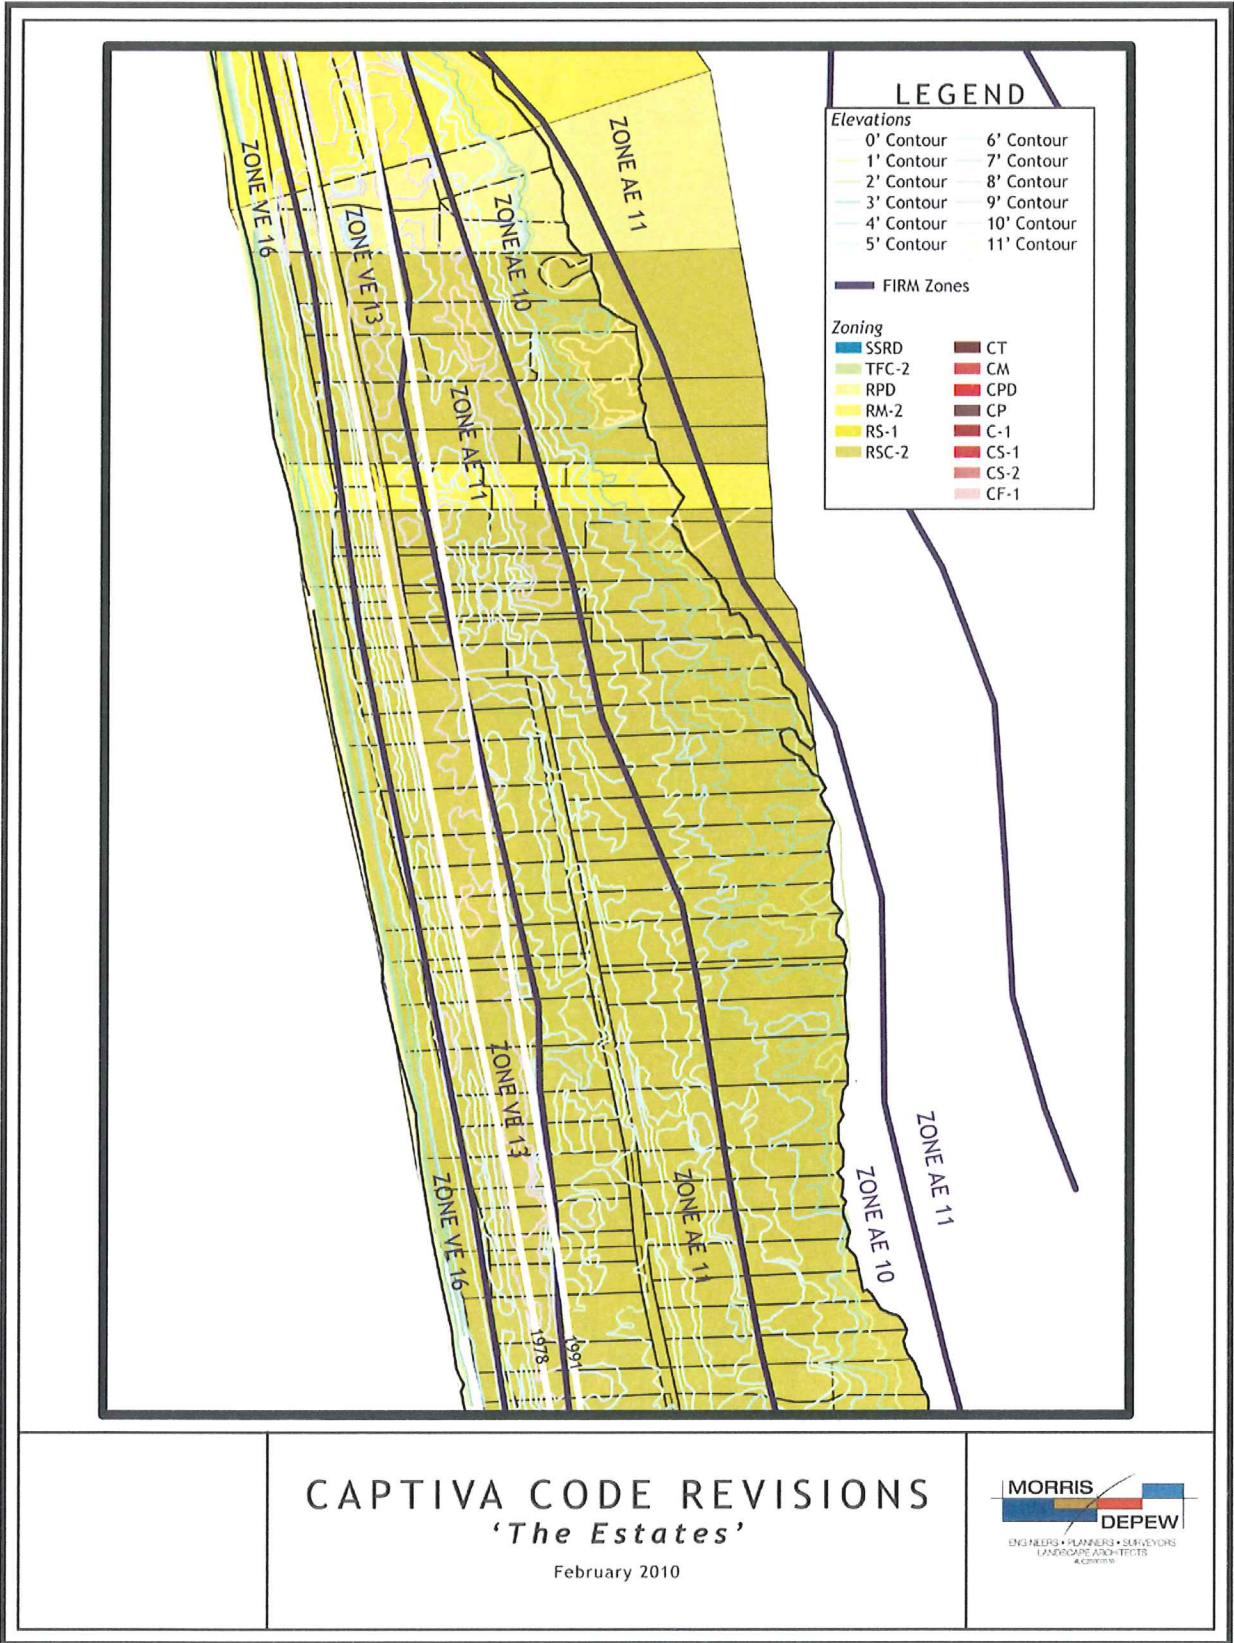 LEGEND
Elevations
0' Contour 6' Contour
1' Contour 7' Contour
2' Contour 8' Contour
3' Contour 9' Contour
4' Contour 10' Contour
5' Contour 11' Contour
FIRM Zones
Zoning
SSRD CT
TFC-2 CM
RPD CPD
RM-2 CP
RS-1 C-1
RSC-2 CS-1
CS-2
CF-1
ZONE AE 11
ZONE VE 16
ZONE VE 13
ZONE AE 10
ZONE AE 11
ZONE VE 13
ZONE AE 11
ZONE AE 10
ZONE AE 11
ZONE VE 16
1978
1991
CAPTIVA CODE REVISIONS
'The Estates'
February 2010
MORRIS
DEPEW
ENGINEERS • PLANNERS • SURVEYORS
LANDSCAPE ARCHITECTS